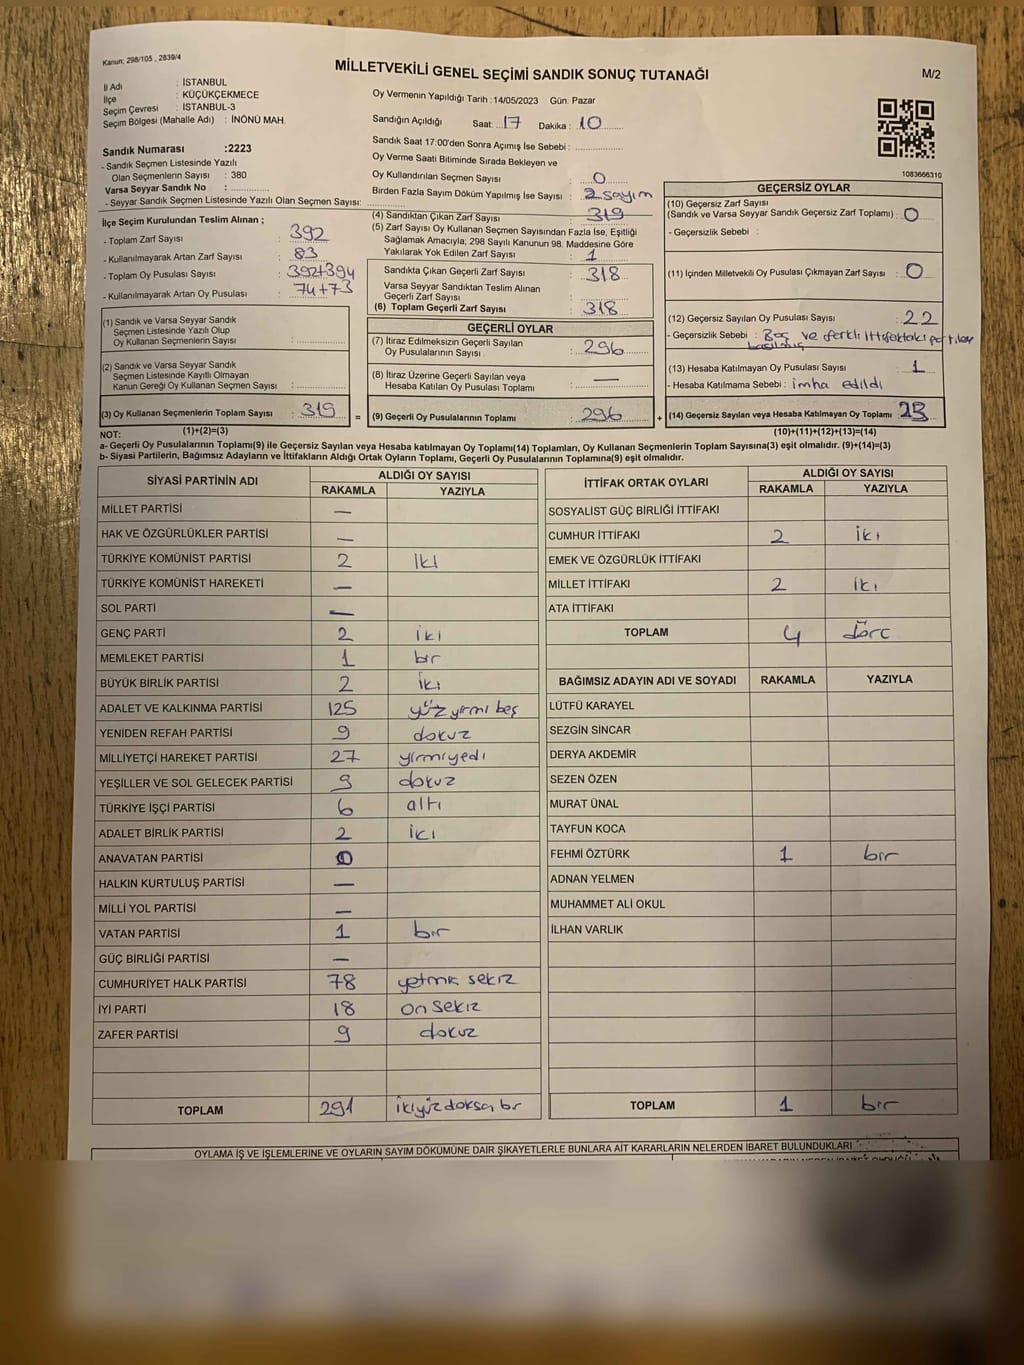 Kanun: 298/105 , 2839/4
MİLLETVEKİLİ GENEL SEÇİMİ SANDIK SONUÇ TUTANAĞI
M/2
İl Adı : İSTANBUL
İlçe : KÜÇÜKÇEKMECE
Seçim Çevresi : İSTANBUL-3
Seçim Bölgesi (Mahalle Adı) : İNÖNÜ MAH.
Sandık Numarası :2223
- Sandık Seçmen Listesinde Yazılı
Olan Seçmenlerin Sayısı : 380
Varsa Seyyar Sandık No :
- Seyyar Sandık Seçmen Listesinde Yazılı Olan Seçmen Sayısı:
İlçe Seçim Kurulundan Teslim Alınan ;
- Toplam Zarf Sayısı : 392
- Kullanılmayarak Artan Zarf Sayısı : 83
- Toplam Oy Pusulası Sayısı : 392+394
- Kullanılmayarak Artan Oy Pusulası : 74+73
(1) Sandık ve Varsa Seyyar Sandık
Seçmen Listesinde Yazılı Olup
Oy Kullanan Seçmenlerin Sayısı :
(2) Sandık ve Varsa Seyyar Sandık
Seçmen Listesinde Kayıtlı Olmayan
Kanun Gereği Oy Kullanan Seçmen Sayısı :
(3) Oy Kullanan Seçmenlerin Toplam Sayısı : 319
(1)+(2)=(3)
Oy Vermenin Yapıldığı Tarih : 14/05/2023 Gün: Pazar
Sandığın Açıldığı Saat: 17 Dakika : 10
Sandık Saat 17:00'den Sonra Açımış İse Sebebi :
Oy Verme Saati Bitiminde Sırada Bekleyen ve
Oy Kullandırılan Seçmen Sayısı : 0
Birden Fazla Sayım Döküm Yapılmış İse Sayısı : 2 sayım
(4) Sandıktan Çıkan Zarf Sayısı : 319
(5) Zarf Sayısı Oy Kullanan Seçmen Sayısından Fazla İse, Eşitliği
Sağlamak Amacıyla; 298 Sayılı Kanunun 98. Maddesine Göre
Yakılarak Yok Edilen Zarf Sayısı : 1
Sandıkta Çıkan Geçerli Zarf Sayısı : 318
Varsa Seyyar Sandıktan Teslim Alınan
Geçerli Zarf Sayısı :
(6) Toplam Geçerli Zarf Sayısı : 318
GEÇERLİ OYLAR
(7) İtiraz Edilmeksizin Geçerli Sayılan
Oy Pusulalarının Sayısı : 296
(8) İtiraz Üzerine Geçerli Sayılan veya
Hesaba Katılan Oy Pusulası Toplamı : —
= (9) Geçerli Oy Pusulalarının Toplamı : 296
1083666310
GEÇERSİZ OYLAR
(10) Geçersiz Zarf Sayısı
(Sandık ve Varsa Seyyar Sandık Geçersiz Zarf Toplamı) : 0
- Geçersizlik Sebebi :
(11) İçinden Milletvekili Oy Pusulası Çıkmayan Zarf Sayısı : 0
(12) Geçersiz Sayılan Oy Pusulası Sayısı : 22
- Geçersizlik Sebebi : Boş ve farklı ittifaktaki partiler
basılmış
(13) Hesaba Katılmayan Oy Pusulası Sayısı : 1
- Hesaba Katılmama Sebebi : imha edildi
+ (14) Geçersiz Sayılan veya Hesaba Katılmayan Oy Toplamı : 23
(10)+(11)+(12)+(13)=(14)
NOT:
a- Geçerli Oy Pusulalarının Toplamı(9) ile Geçersiz Sayılan veya Hesaba katılmayan Oy Toplamı(14) Toplamları, Oy Kullanan Seçmenlerin Toplam Sayısına(3) eşit olmalıdır. (9)+(14)=(3)
b- Siyasi Partilerin, Bağımsız Adayların ve İttifakların Aldığı Ortak Oyların Toplamı, Geçerli Oy Pusulalarının Toplamına(9) eşit olmalıdır.
SİYASİ PARTİNİN ADI ALDIĞI OY SAYISI
RAKAMLA YAZIYLA
MİLLET PARTİSİ —
HAK VE ÖZGÜRLÜKLER PARTİSİ —
TÜRKİYE KOMÜNİST PARTİSİ 2 iki
TÜRKİYE KOMÜNİST HAREKETİ —
SOL PARTİ —
GENÇ PARTİ 2 iki
MEMLEKET PARTİSİ 1 bir
BÜYÜK BİRLİK PARTİSİ 2 iki
ADALET VE KALKINMA PARTİSİ 125 yüz yirmi beş
YENİDEN REFAH PARTİSİ 9 dokuz
MİLLİYETÇİ HAREKET PARTİSİ 27 yirmiyedi
YEŞİLLER VE SOL GELECEK PARTİSİ 9 dokuz
TÜRKİYE İŞÇİ PARTİSİ 6 altı
ADALET BİRLİK PARTİSİ 2 iki
ANAVATAN PARTİSİ 0
HALKIN KURTULUŞ PARTİSİ —
MİLLİ YOL PARTİSİ —
VATAN PARTİSİ 1 bir
GÜÇ BİRLİĞİ PARTİSİ —
CUMHURİYET HALK PARTİSİ 78 yetmiş sekiz
İYİ PARTİ 18 on sekiz
ZAFER PARTİSİ 9 dokuz
TOPLAM 291 ikiyüzdoksa br
İTTİFAK ORTAK OYLARI ALDIĞI OY SAYISI
RAKAMLA YAZIYLA
SOSYALİST GÜÇ BİRLİĞİ İTTİFAKI
CUMHUR İTTİFAKI 2 iki
EMEK VE ÖZGÜRLÜK İTTİFAKI
MİLLET İTTİFAKI 2 iki
ATA İTTİFAKI
TOPLAM 4
BAĞIMSIZ ADAYIN ADI VE SOYADI RAKAMLA YAZIYLA
LÜTFÜ KARAYEL
SEZGİN SİNCAR
DERYA AKDEMİR
SEZEN ÖZEN
MURAT ÜNAL
TAYFUN KOCA
FEHMİ ÖZTÜRK 1 bir
ADNAN YELMEN
MUHAMMET ALİ OKUL
İLHAN VARLIK
TOPLAM 1 bir
OYLAMA İŞ VE İŞLEMLERİNE VE OYLARIN SAYIM DÖKÜMÜNE DAİR ŞİKAYETLERLE BUNLARA AİT KARARLARIN NELERDEN İBARET BULUNDUKLARI